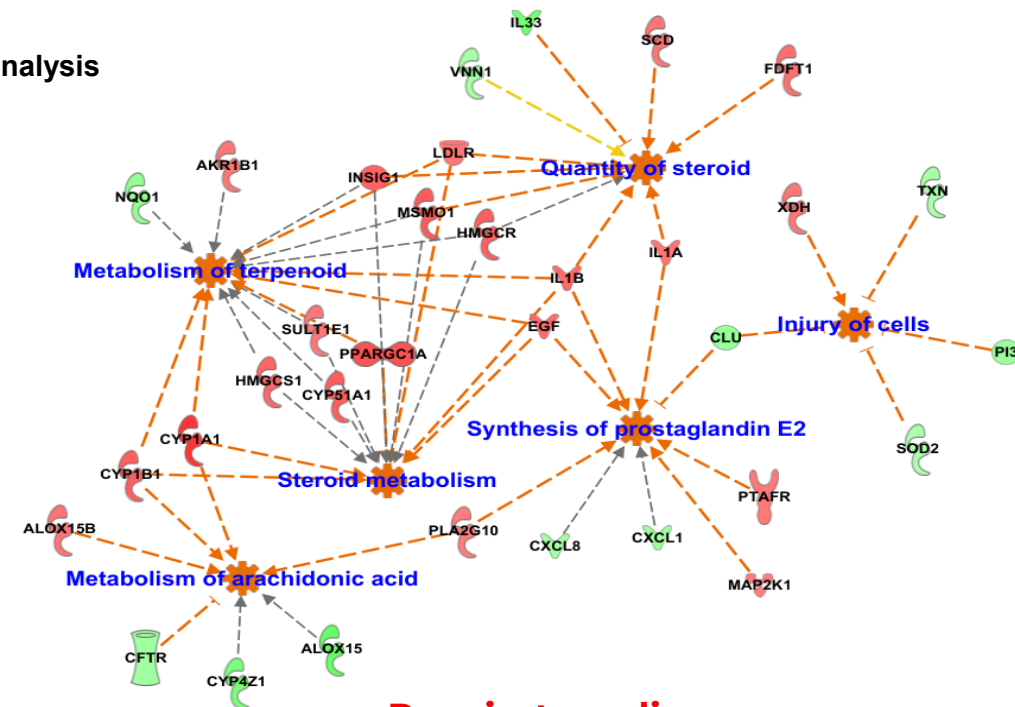 IL33
SCD
nalysis
VNN1
FDFT1
LDLR
AKR1B1
INSIG1
Quantity of steroid
NQO1
TXN
MSMO1
XDH
HMGCR
IL1A
Metabolism of terpenoid
IL1B
EGF
Injury of cells
SULT1E1
CLU
PPARGC1A
PI3
HMGCS1
CYP51A1
Synthesis of prostaglandin E2
CYP1A1
SOD2
CYP1B1
Steroid metabolism
PTAFR
ALOX15B
PLA2G10
CXCL8
CXCL1
Metabolism of arachidonic acid
MAP2K1
CFTR
ALOX15
CYP4Z1